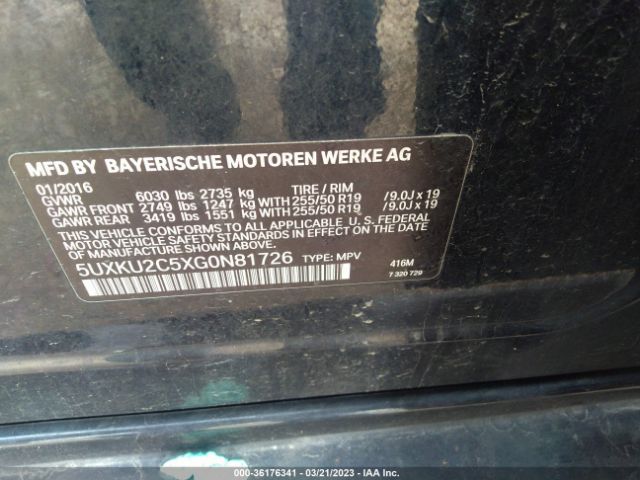 MFD BY BAYERISCHE MOTOREN WERKE AG
01/2016
GVWR 6030 lbs 2735 kg TIRE / RIM
GAWR FRONT 2749 lbs 1247 kg WITH 255/50 R19 /9.0J x 19
GAWR REAR 3419 lbs 1551 kg WITH 255/50 R19 /9.0J x 19
THIS VEHICLE CONFORMS TO ALL APPLICABLE U. S. FEDERAL
MOTOR VEHICLE SAFETY STANDARDS IN EFFECT ON THE DATE
OF MANUFACTURE SHOWN ABOVE.
5UXKU2C5XG0N81726 TYPE: MPV 416M
7 320 729
000-36176341 - 03/21/2023 - IAA Inc.